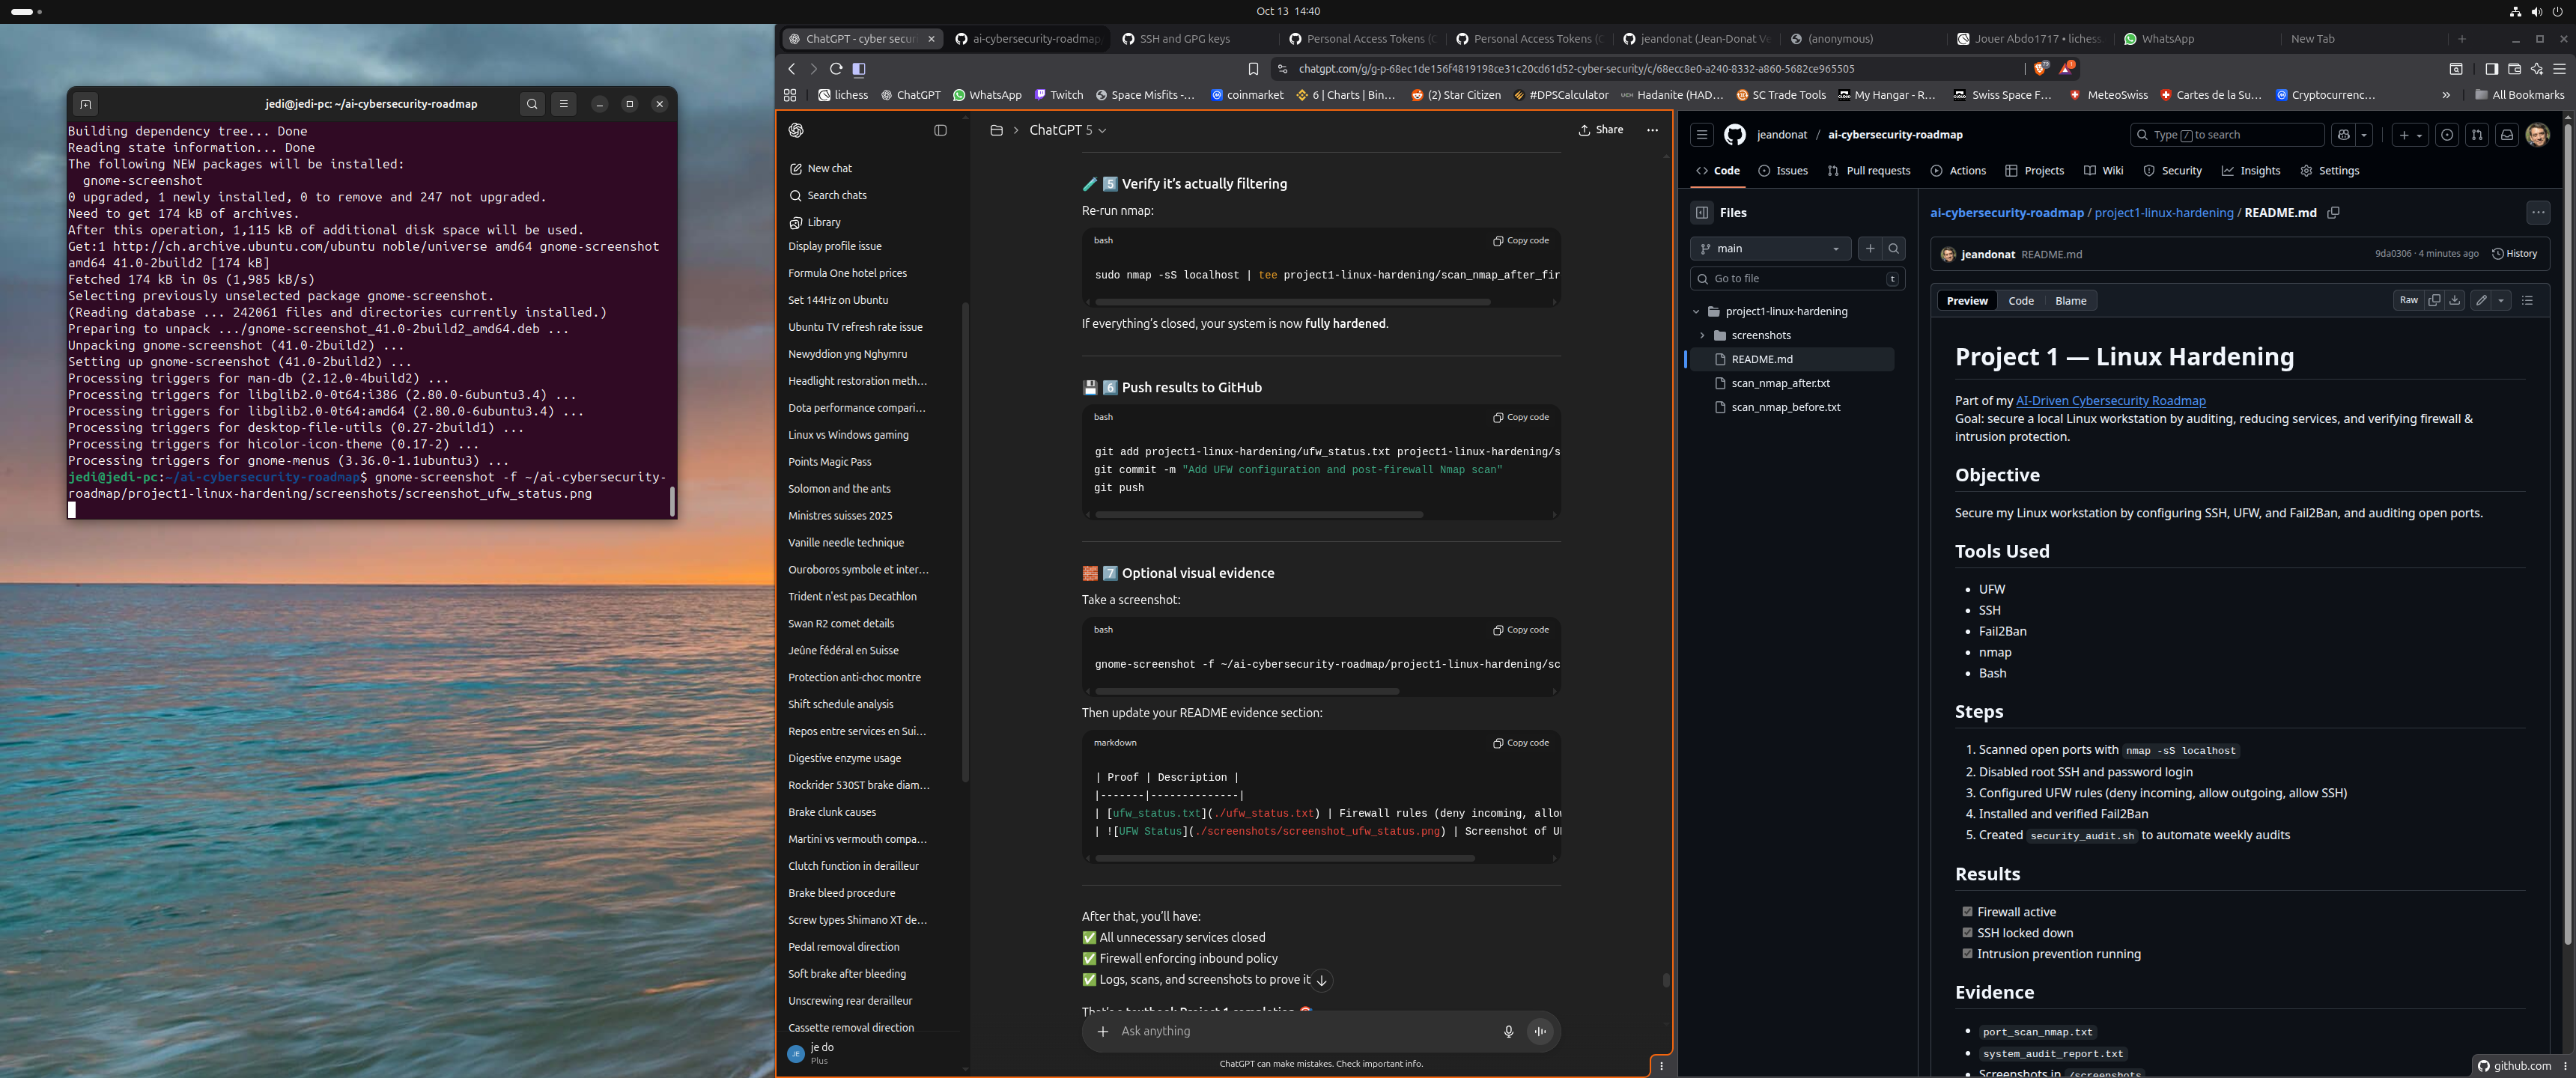 Oct 13 14:40
jedi@jedi-pc: ~/ai-cybersecurity-roadmap
Building dependency tree... Done
Reading state information... Done
The following NEW packages will be installed:
gnome-screenshot
0 upgraded, 1 newly installed, 0 to remove and 247 not upgraded.
Need to get 174 kB of archives.
After this operation, 1,115 kB of additional disk space will be used.
Get:1 http://ch.archive.ubuntu.com/ubuntu noble/universe amd64 gnome-screenshot
amd64 41.0-2build2 [174 kB]
Fetched 174 kB in 0s (1,985 kB/s)
Selecting previously unselected package gnome-screenshot.
(Reading database ... 242061 files and directories currently installed.)
Preparing to unpack .../gnome-screenshot_41.0-2build2_amd64.deb ...
Unpacking gnome-screenshot (41.0-2build2) ...
Setting up gnome-screenshot (41.0-2build2) ...
Processing triggers for man-db (2.12.0-4build2) ...
Processing triggers for libglib2.0-0t64:i386 (2.80.0-6ubuntu3.4) ...
Processing triggers for libglib2.0-0t64:amd64 (2.80.0-6ubuntu3.4) ...
Processing triggers for desktop-file-utils (0.27-2build1) ...
Processing triggers for hicolor-icon-theme (0.17-2) ...
Processing triggers for gnome-menus (3.36.0-1.1ubuntu3) ...
jedi@jedi-pc:~/ai-cybersecurity-roadmap$ gnome-screenshot -f ~/ai-cybersecurity-
roadmap/project1-linux-hardening/screenshots/screenshot_ufw_status.png
ChatGPT - cyber secur
ai-cybersecurity-roadmap
SSH and GPG keys
Personal Access Tokens (
Personal Access Tokens (
jeandonat (Jean-Donat Ve
(anonymous)
Jouer Abdo1717 • lichess.
WhatsApp
New Tab
chatgpt.com/g/g-p-68ec1de156f4819198ce31c20cd61d52-cyber-security/c/68ecc8e0-a240-8332-a860-5682ce965505
lichess
ChatGPT
WhatsApp
Twitch
Space Misfits -...
coinmarket
6 | Charts | Bin...
(2) Star Citizen
#DPSCalculator
Hadanite (HAD...
SC Trade Tools
My Hangar - R...
Swiss Space F...
MeteoSwiss
Cartes de la Su...
Cryptocurrenc...
All Bookmarks
New chat
Search chats
Library
Display profile issue
Formula One hotel prices
Set 144Hz on Ubuntu
Ubuntu TV refresh rate issue
Newyddion yng Nghymru
Headlight restoration meth...
Dota performance compari...
Linux vs Windows gaming
Points Magic Pass
Solomon and the ants
Ministres suisses 2025
Vanille needle technique
Ouroboros symbole et inter...
Trident n'est pas Decathlon
Swan R2 comet details
Jeûne fédéral en Suisse
Protection anti-choc montre
Shift schedule analysis
Repos entre services en Sui...
Digestive enzyme usage
Rockrider 530ST brake diam...
Brake clunk causes
Martini vs vermouth compa...
Clutch function in derailleur
Brake bleed procedure
Screw types Shimano XT de...
Pedal removal direction
Soft brake after bleeding
Unscrewing rear derailleur
Cassette removal direction
JE
je do
Plus
ChatGPT 5
Share
5 Verify it's actually filtering
Re-run nmap:
bash
Copy code
sudo nmap -sS localhost | tee project1-linux-hardening/scan_nmap_after_fir
If everything's closed, your system is now fully hardened.
6 Push results to GitHub
bash
Copy code
git add project1-linux-hardening/ufw_status.txt project1-linux-hardening/s
git commit -m "Add UFW configuration and post-firewall Nmap scan"
git push
7 Optional visual evidence
Take a screenshot:
bash
Copy code
gnome-screenshot -f ~/ai-cybersecurity-roadmap/project1-linux-hardening/sc
Then update your README evidence section:
markdown
Copy code
| Proof | Description |
|-------|--------------|
| [ufw_status.txt](./ufw_status.txt) | Firewall rules (deny incoming, allow
| ![UFW Status](./screenshots/screenshot_ufw_status.png) | Screenshot of UF
After that, you'll have:
✅ All unnecessary services closed
✅ Firewall enforcing inbound policy
✅ Logs, scans, and screenshots to prove it
That's textbook Project 1 completion
Ask anything
ChatGPT can make mistakes. Check important info.
jeandonat / ai-cybersecurity-roadmap
Type / to search
Code
Issues
Pull requests
Actions
Projects
Wiki
Security
Insights
Settings
Files
main
Go to file
t
project1-linux-hardening
screenshots
README.md
scan_nmap_after.txt
scan_nmap_before.txt
ai-cybersecurity-roadmap / project1-linux-hardening / README.md
jeandonat README.md
9da0306 · 4 minutes ago
History
Preview
Code
Blame
Raw
Project 1 — Linux Hardening
Part of my AI-Driven Cybersecurity Roadmap
Goal: secure a local Linux workstation by auditing, reducing services, and verifying firewall &
intrusion protection.
Objective
Secure my Linux workstation by configuring SSH, UFW, and Fail2Ban, and auditing open ports.
Tools Used
• UFW
• SSH
• Fail2Ban
• nmap
• Bash
Steps
1. Scanned open ports with nmap -sS localhost
2. Disabled root SSH and password login
3. Configured UFW rules (deny incoming, allow outgoing, allow SSH)
4. Installed and verified Fail2Ban
5. Created security_audit.sh to automate weekly audits
Results
Firewall active
SSH locked down
Intrusion prevention running
Evidence
• port_scan_nmap.txt
• system_audit_report.txt
• Screenshots in /screenshots
github.com